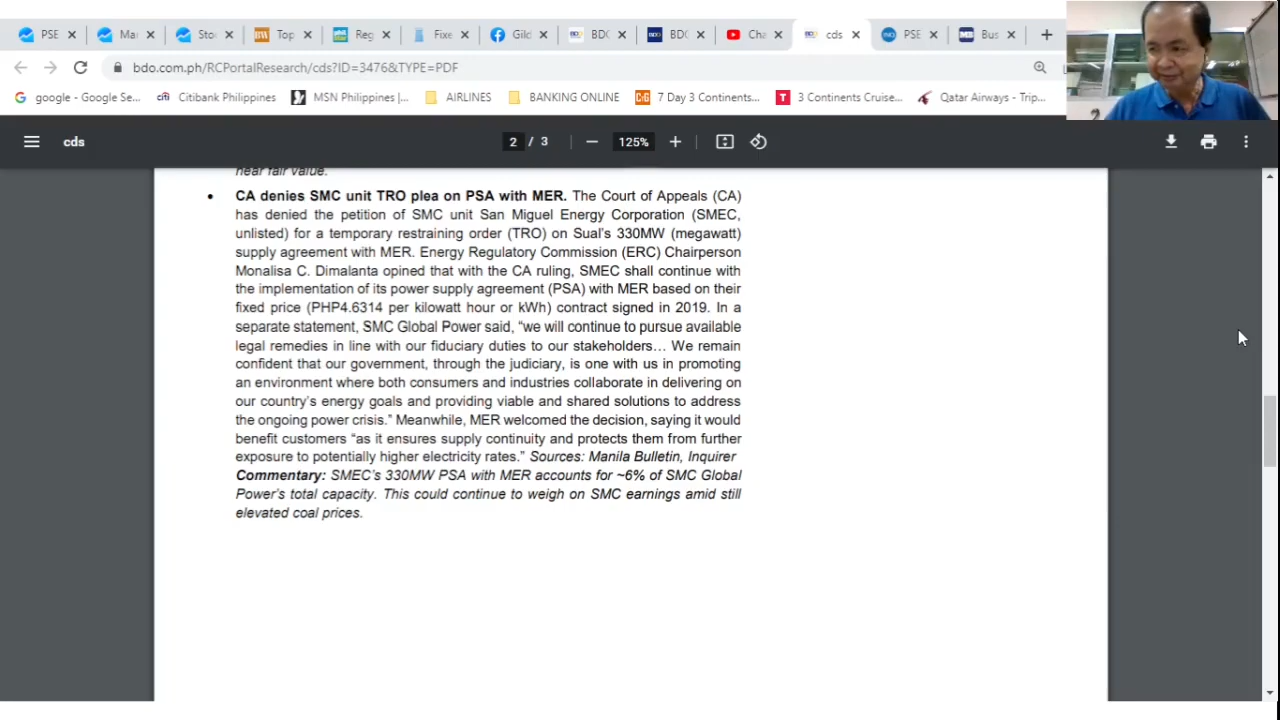 PSE
Mar
Sto
BW Top
Reg
Fixe
Gild
BDO BDO
BDO BDO
Cha
BDO cds
PSE
MB Bus
bdo.com.ph/RCPortalResearch/cds?ID=3476&TYPE=PDF
google - Google Se...
citi Citibank Philippines
MSN Philippines |...
AIRLINES
BANKING ONLINE
7 Day 3 Continents...
T 3 Continents Cruise...
Qatar Airways - Trip...
cds
2 / 3
125%
near fair value.
• CA denies SMC unit TRO plea on PSA with MER. The Court of Appeals (CA)
has denied the petition of SMC unit San Miguel Energy Corporation (SMEC,
unlisted) for a temporary restraining order (TRO) on Sual's 330MW (megawatt)
supply agreement with MER. Energy Regulatory Commission (ERC) Chairperson
Monalisa C. Dimalanta opined that with the CA ruling, SMEC shall continue with
the implementation of its power supply agreement (PSA) with MER based on their
fixed price (PHP4.6314 per kilowatt hour or kWh) contract signed in 2019. In a
separate statement, SMC Global Power said, “we will continue to pursue available
legal remedies in line with our fiduciary duties to our stakeholders… We remain
confident that our government, through the judiciary, is one with us in promoting
an environment where both consumers and industries collaborate in delivering on
our country's energy goals and providing viable and shared solutions to address
the ongoing power crisis.” Meanwhile, MER welcomed the decision, saying it would
benefit customers “as it ensures supply continuity and protects them from further
exposure to potentially higher electricity rates.” Sources: Manila Bulletin, Inquirer
Commentary: SMEC's 330MW PSA with MER accounts for ~6% of SMC Global
Power's total capacity. This could continue to weigh on SMC earnings amid still
elevated coal prices.